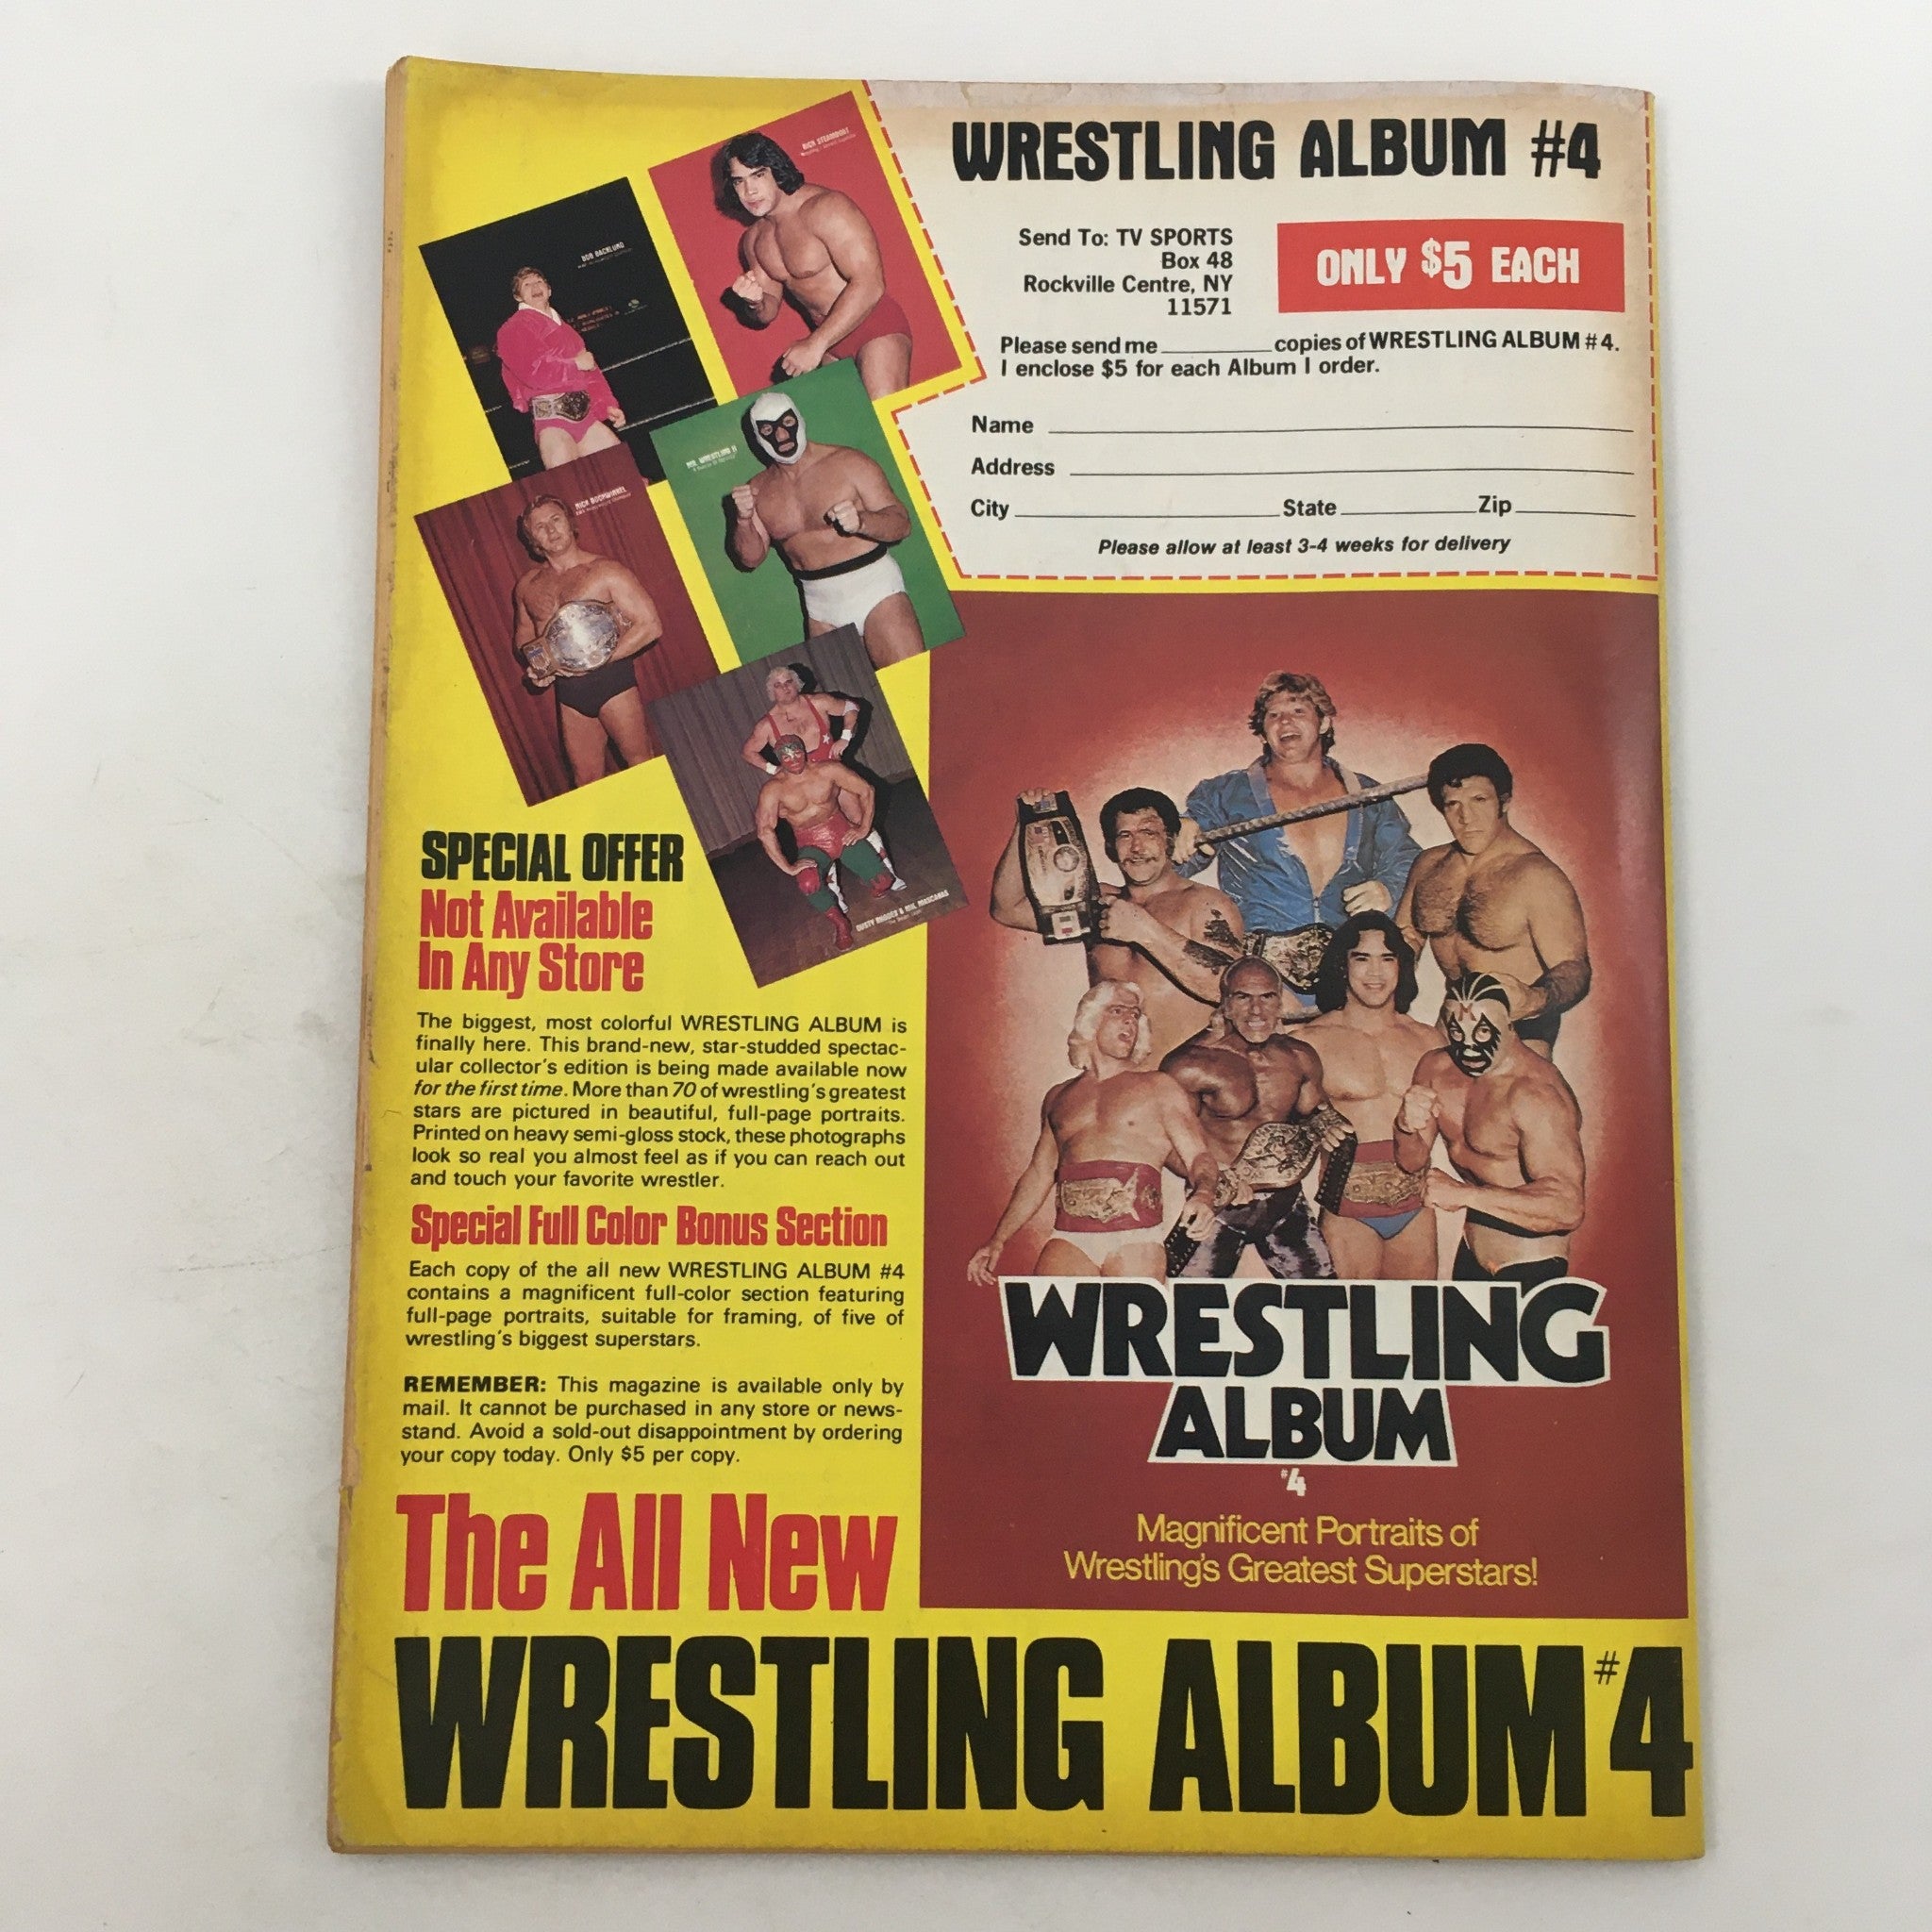 WRESTLING ALBUM #4
Send To: TV SPORTS
Box 48
Rockville Centre, NY
11571
ONLY $5 EACH
Please send me copies of WRESTLING ALBUM #4.
I enclose $5 for each Album I order.
Name
Address
City State Zip
Please allow at least 3-4 weeks for delivery
RICK STEAMBOAT
BOB BACKLUND
MR. WRESTLING II
NICK BOCKWINKEL
DUSTY RHODES & MIL MASCARAS
SPECIAL OFFER
Not Available
In Any Store
The biggest, most colorful WRESTLING ALBUM is
finally here. This brand-new, star-studded spectac-
ular collector's edition is being made available now
for the first time. More than 70 of wrestling's greatest
stars are pictured in beautiful, full-page portraits.
Printed on heavy semi-gloss stock, these photographs
look so real you almost feel as if you can reach out
and touch your favorite wrestler.
Special Full Color Bonus Section
Each copy of the all new WRESTLING ALBUM #4
contains a magnificent full-color section featuring
full-page portraits, suitable for framing, of five of
wrestling's biggest superstars.
REMEMBER: This magazine is available only by
mail. It cannot be purchased in any store or news-
stand. Avoid a sold-out disappointment by ordering
your copy today. Only $5 per copy.
WRESTLING
ALBUM
#4
Magnificent Portraits of
Wrestling's Greatest Superstars!
The All New
WRESTLING ALBUM #4